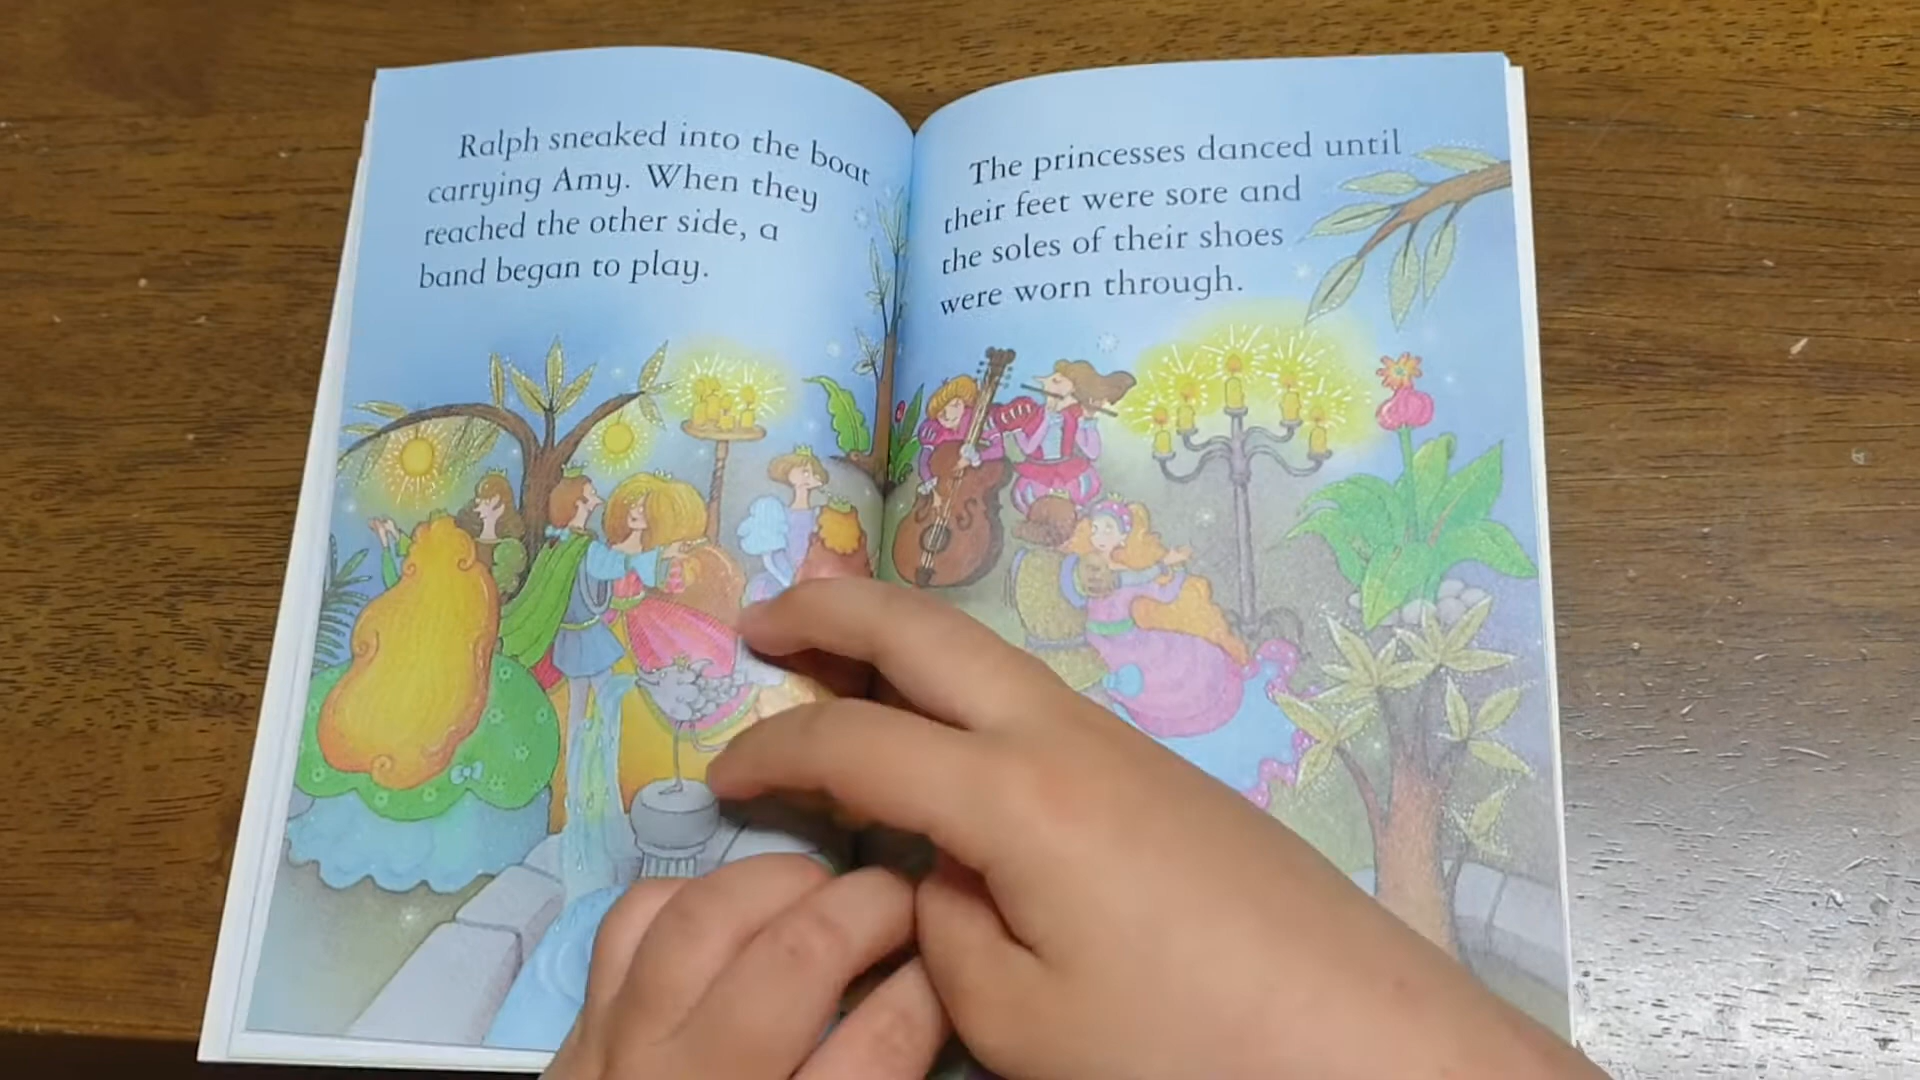 Ralph sneaked into the boat
carrying Amy. When they
reached the other side, a
band began to play.
The princesses danced until
their feet were sore and
the soles of their shoes
were worn through.